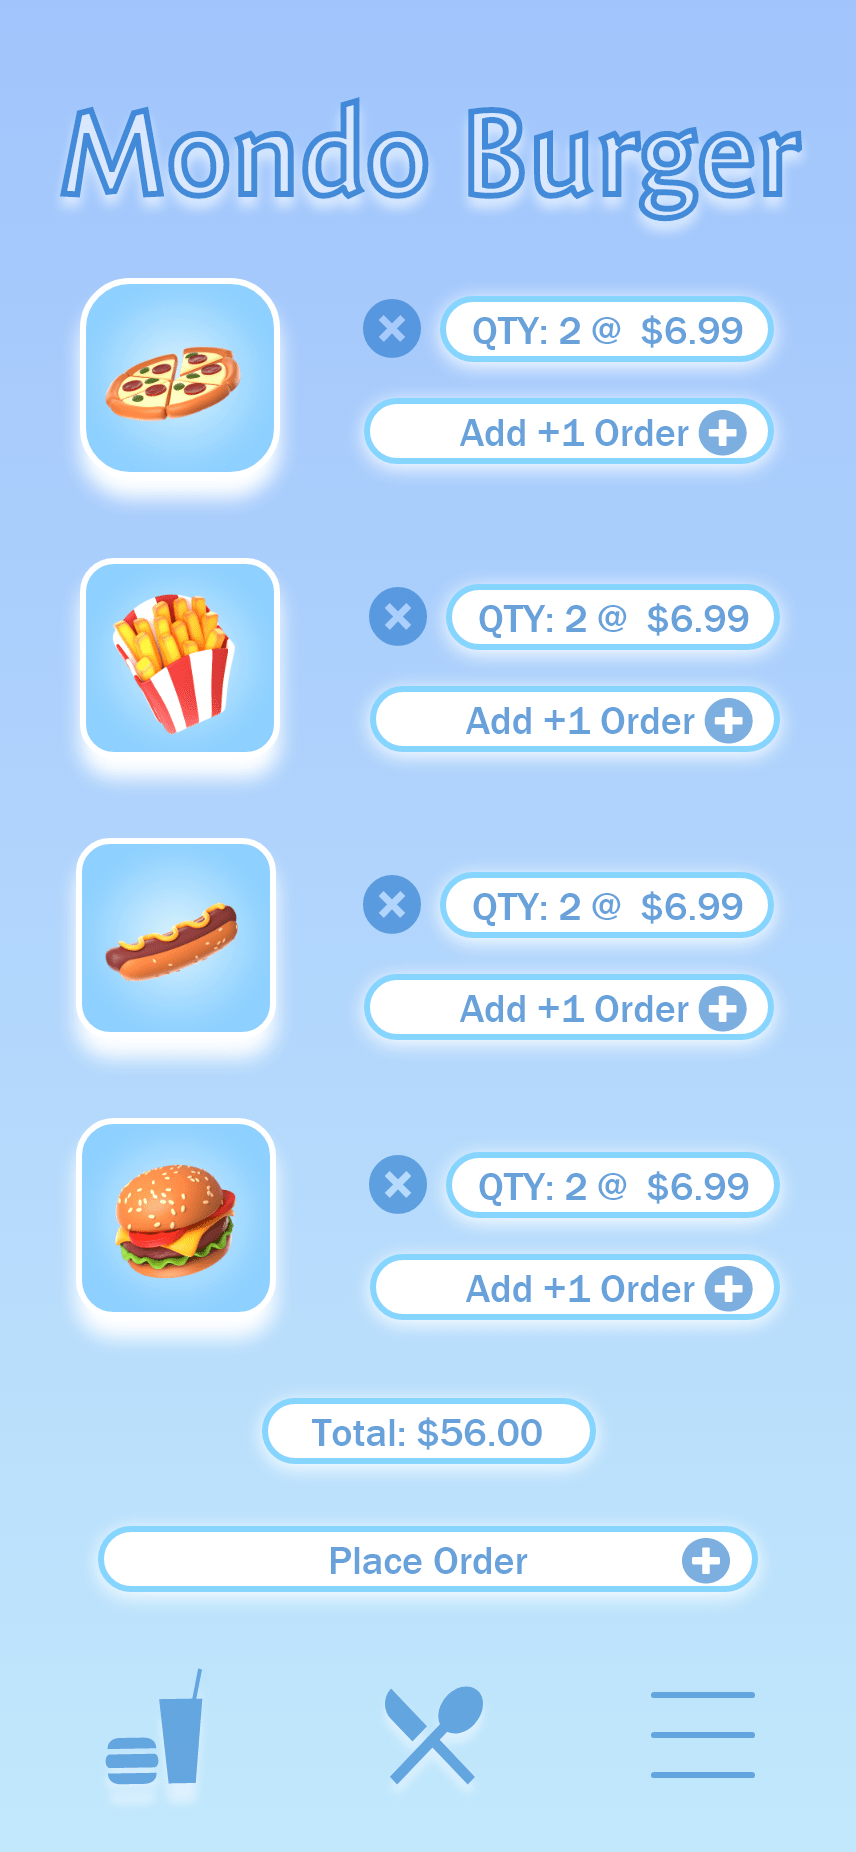 Mondo Burger
QTY: 2 @ $6.99
Add +1 Order
QTY: 2 @ $6.99
Add +1 Order
QTY: 2 @ $6.99
Add +1 Order
QTY: 2 @ $6.99
Add +1 Order
Total: $56.00
Place Order